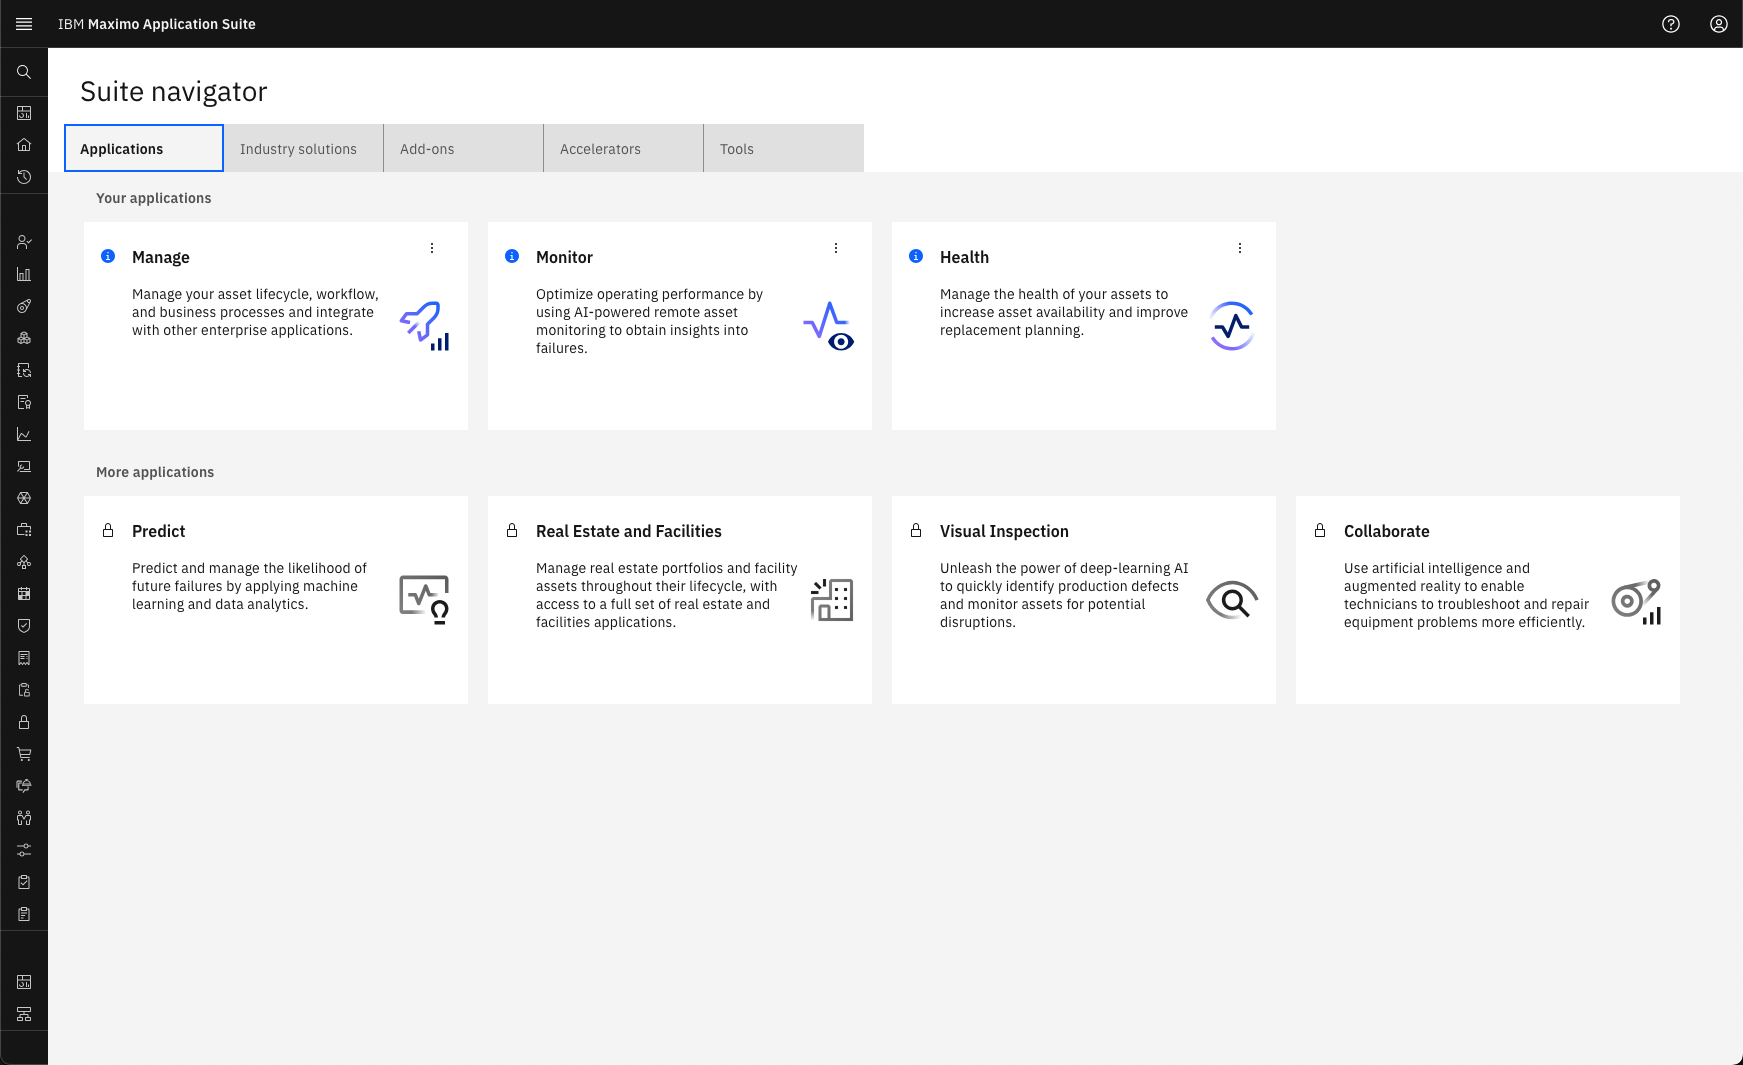 IBM Maximo Application Suite
Suite navigator
Applications
Industry solutions
Add-ons
Accelerators
Tools
Your applications
Manage
Manage your asset lifecycle, workflow,
and business processes and integrate
with other enterprise applications.
Monitor
Optimize operating performance by
using AI-powered remote asset
monitoring to obtain insights into
failures.
Health
Manage the health of your assets to
increase asset availability and improve
replacement planning.
More applications
Predict
Predict and manage the likelihood of
future failures by applying machine
learning and data analytics.
Real Estate and Facilities
Manage real estate portfolios and facility
assets throughout their lifecycle, with
access to a full set of real estate and
facilities applications.
Visual Inspection
Unleash the power of deep-learning AI
to quickly identify production defects
and monitor assets for potential
disruptions.
Collaborate
Use artificial intelligence and
augmented reality to enable
technicians to troubleshoot and repair
equipment problems more efficiently.